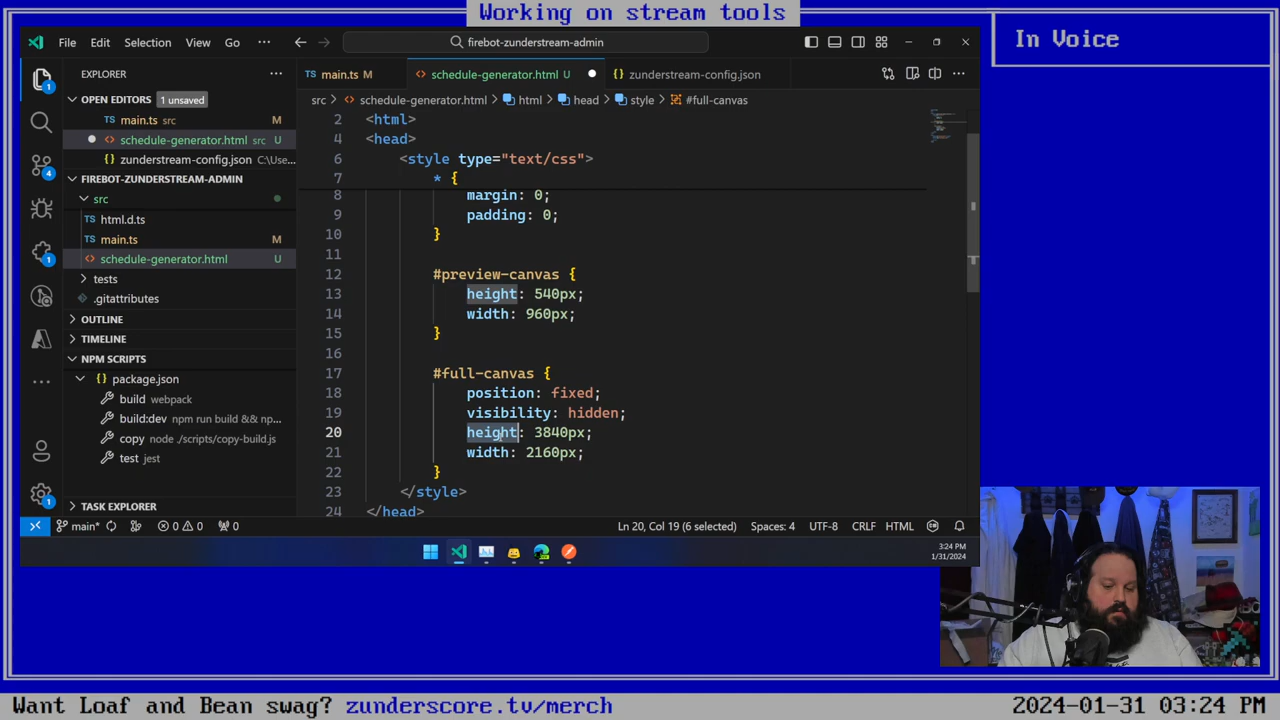 Working on stream tools
In Voice
File Edit Selection View Go ··· firebot-zunderstream-admin
EXPLORER ···
main.ts M schedule-generator.html U zunderstream-config.json ···
OPEN EDITORS 1 unsaved
main.ts src M
schedule-generator.html src U
zunderstream-config.json C:\Use...
FIREBOT-ZUNDERSTREAM-ADMIN
src
html.d.ts
main.ts M
schedule-generator.html U
tests
.gitattributes
OUTLINE
TIMELINE
NPM SCRIPTS
package.json
build webpack
build:dev npm run build && np...
copy node ./scripts/copy-build.js
test jest
TASK EXPLORER
1
4
1
1
src > schedule-generator.html > html > head > style > #full-canvas
2 <html>
4 <head>
6 <style type="text/css">
7 * {
8 margin: 0;
9 padding: 0;
10 }
11
12 #preview-canvas {
13 height: 540px;
14 width: 960px;
15 }
16
17 #full-canvas {
18 position: fixed;
19 visibility: hidden;
20 height: 3840px;
21 width: 2160px;
22 }
23 </style>
24 </head>
main* 0 0 0 Ln 20, Col 19 (6 selected) Spaces: 4 UTF-8 CRLF HTML
3:24 PM
1/31/2024
Want Loaf and Bean swag? zunderscore.tv/merch 2024-01-31 03:24 PM